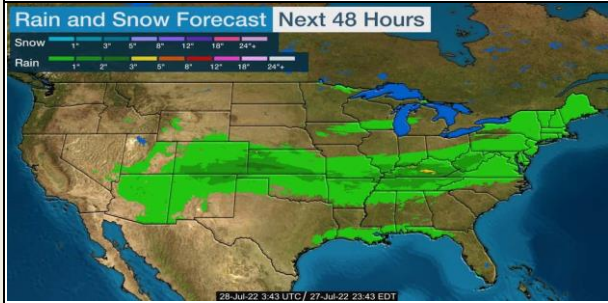 Rain and Snow Forecast Next 48 Hours
Snow
1" 3" 5" 8" 12" 18" 24"+
Rain
1" 2" 3" 5" 8" 12" 18" 24"+
28-Jul-22 3:43 UTC / 27-Jul-22 23:43 EDT